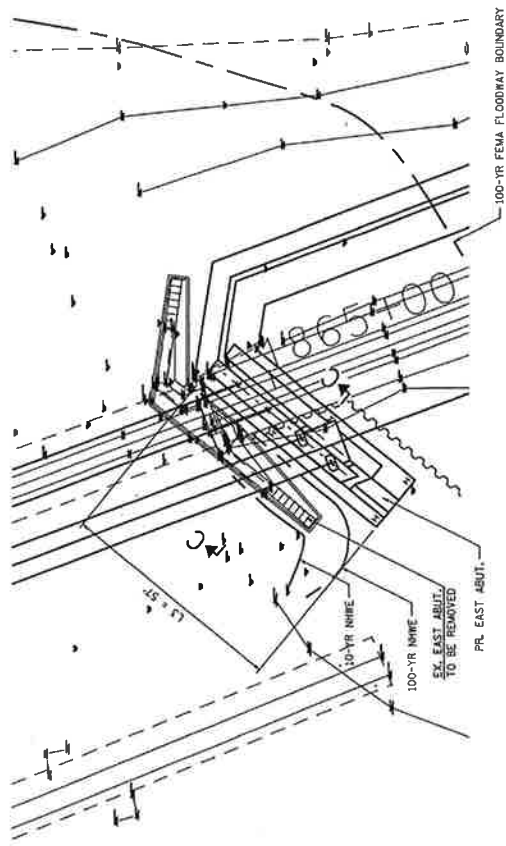 100-YR FEMA FLOODWAY BOUNDARY
865+00
C
C
L3 = 57'
10-YR NHWE
100-YR NHWE
EX. EAST ABUT.
TO BE REMOVED
PR. EAST ABUT.